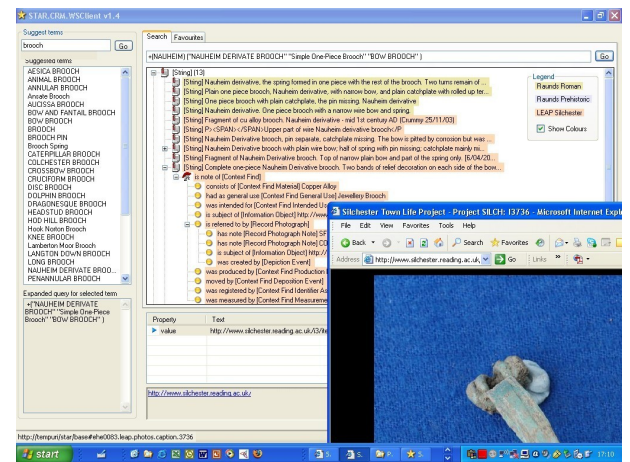 STAR.CRM.WSClient v1.4
Suggest terms
brooch
Go
Suggested terms
AESICA BROOCH
ANIMAL BROOCH
ANNULAR BROOCH
Ansate Brooch
AUCISSA BROOCH
BOW AND FANTAIL BROOCH
BOW BROOCH
BROOCH
BROOCH PIN
Brooch Spring
CATERPILLAR BROOCH
COLCHESTER BROOCH
CROSSBOW BROOCH
CRUCIFORM BROOCH
DISC BROOCH
DOLPHIN BROOCH
DRAGONESQUE BROOCH
HEADSTUD BROOCH
HOD HILL BROOCH
Hook Norton Brooch
KNEE BROOCH
Lamberton Moor Brooch
LANGTON DOWN BROOCH
LONG BROOCH
NAUHEIM DERIVATE BROO...
PENANNULAR BROOCH
Expanded query for selected term
+("NAUHEIM DERIVATE
BROOCH" "Simple One-Piece
Brooch" "BOW BROOCH" )
Search Favourites
+(NAUHEIM) ("NAUHEIM DERIVATE BROOCH" "Simple One-Piece Brooch" "BOW BROOCH" )
Go
[String] (13)
[String] Nauheim derivative, the spring formed in one piece with the rest of the brooch. Two turns remain of ...
[String] Plain one piece brooch, Nauheim derivative, with narrow bow, and plain catchplate with rolled up ter...
[String] One piece brooch with plain catchplate, the pin missing. Nauheim derivative
[String] Nauheim derivative. One piece brooch with a narrow wire bow and spring.
[String] Fragment of cu alloy brooch. Nauheim derivative - mid 1st century AD (Crummy 25/11/03)
[String] P><SPAN></SPAN>Upper part of wire Nauheim derivative brooch</P
[String] Nauheim Derivative Brooch, pin separate, catchplate missing. The bow is pitted by corrosion but was ...
[String] Nauheim Derivative brooch with plain wire bow; half of spring with pin missing; catchplate mainly mi...
[String] Fragment of Nauheim Derivative brooch. Top of narrow plain bow and part of the spring only. [6/04/20...
[String] Complete one-piece Nauheim Derivative Brooch. Two bands of relief decoration on each side of the bow...
is note of [Context Find]
consists of [Context Find Material] Copper Alloy
had as general use [Context Find General Use] Jewellery Brooch
was intended for [Context Find Intended Us
is subject of [Information Object] http://www.
is referred to by [Record Photograph]
has note [Record Photograph Note] SF
has note [Record Photograph Note] CO
is subject of [Information Object] http://
was created by [Depiction Event]
was produced by [Context Find Production
moved by [Context Find Deposition Event]
was registered by [Context Find Identifier As
was measured by [Context Find Measureme
Legend
Raunds Roman
Raunds Prehistoric
LEAP Silchester
Show Colours
Property Text
value http://www.silchester.reading.ac.uk/i3/ite
http://www.silchester.reading.ac.uk/
Silchester Town Life Project - Project SILCH: I3736 - Microsoft Internet Explo
File Edit View Favorites Tools Help
Back Search Favorites
Address http://www.silchester.reading.ac.uk, Go Links
http://tempuri/star/base#ehe0083.leap.photos.caption.3736
start
17:10